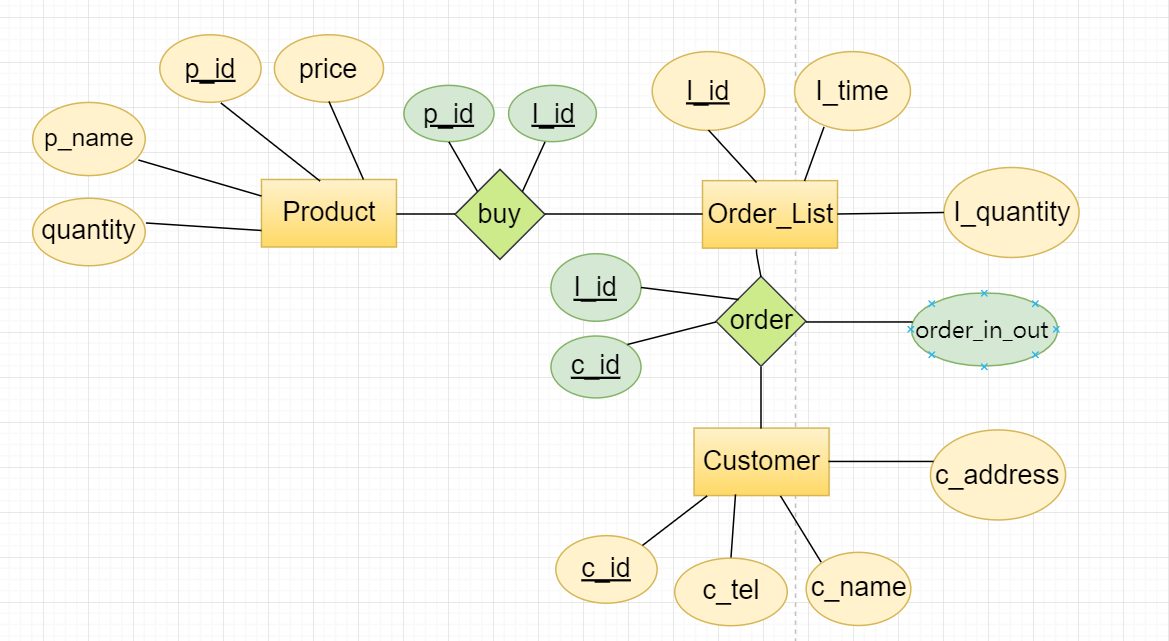 p_id
price
p_name
quantity
Product
p_id
l_id
buy
l_id
l_time
Order_List
l_quantity
l_id
c_id
order
order_in_out
Customer
c_address
c_id
c_tel
c_name